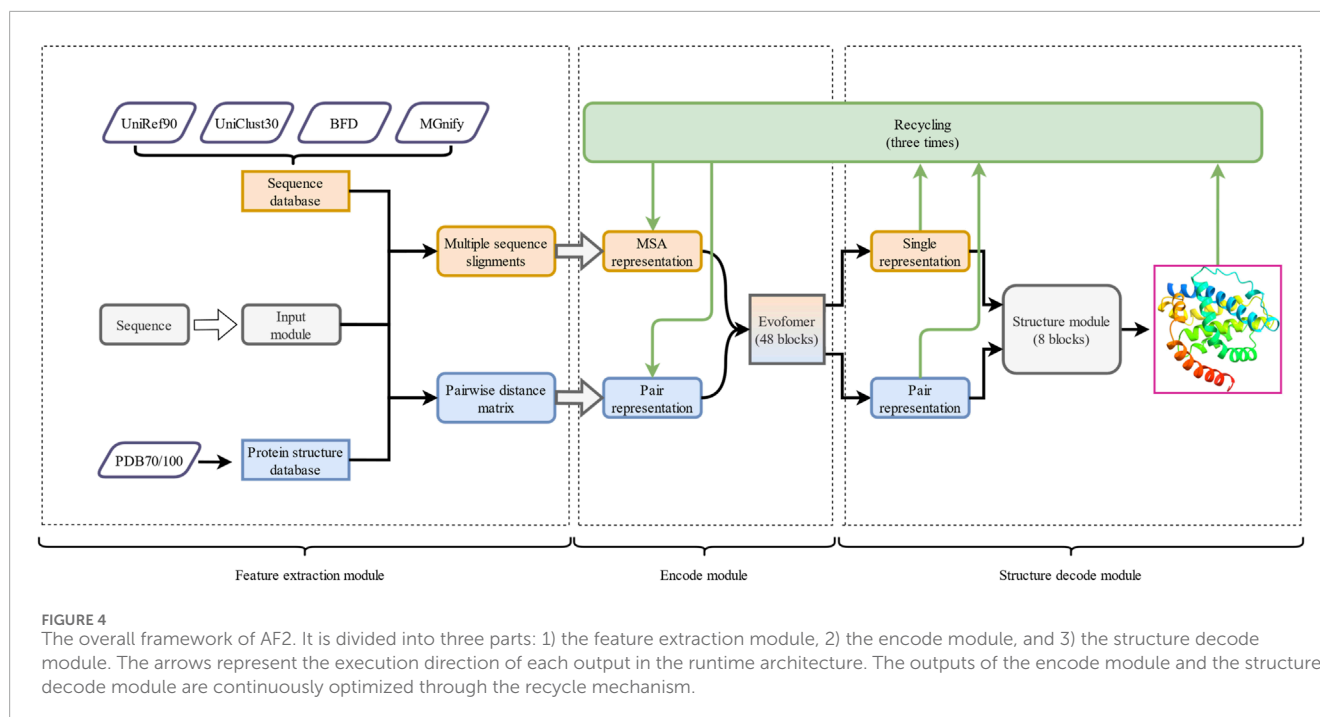 UniRef90
UniClust30
BFD
MGnify
Recycling
(three times)
Sequence
database
Multiple sequence
slignments
MSA
representation
Single
representation
Sequence
Input
module
Evofomer
(48 blocks)
Structure module
(8 blocks)
Pairwise distance
matrix
Pair
representation
Pair
representation
PDB70/100
Protein structure
database
Feature extraction module
Encode module
Structure decode module
FIGURE 4
The overall framework of AF2. It is divided into three parts: 1) the feature extraction module, 2) the encode module, and 3) the structure decode
module. The arrows represent the execution direction of each output in the runtime architecture. The outputs of the encode module and the structure
decode module are continuously optimized through the recycle mechanism.